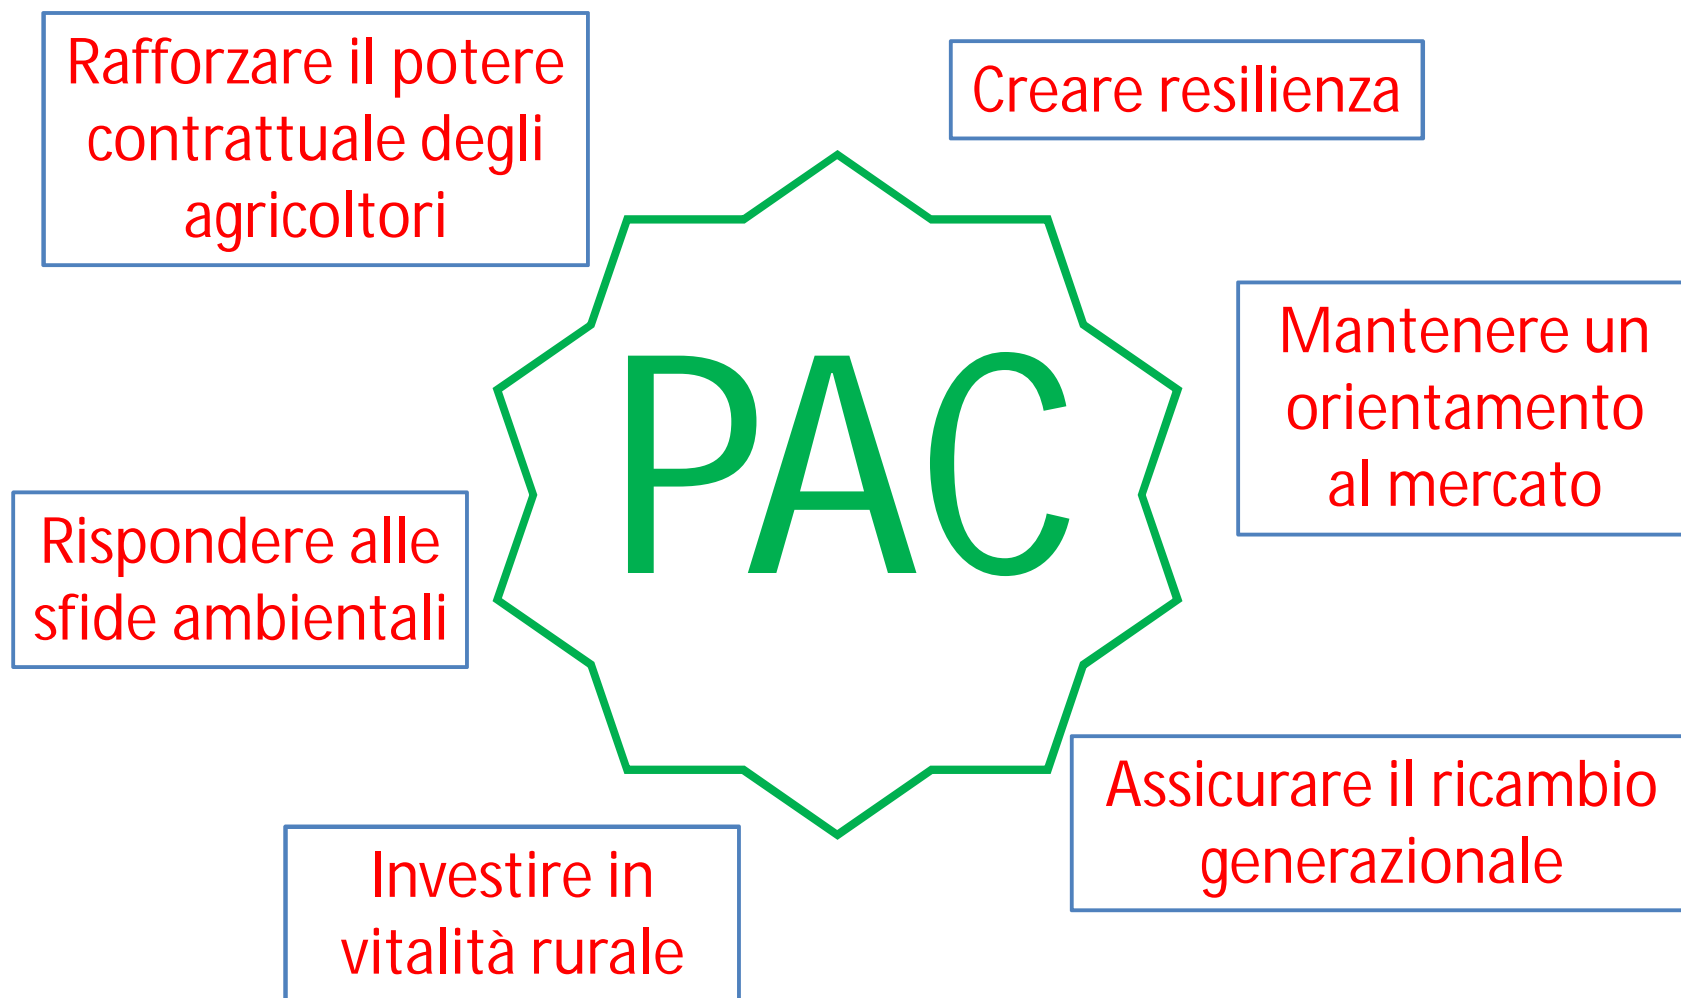 Rafforzare il potere
contrattuale degli
agricoltori
Creare resilienza
PAC
Mantenere un
orientamento
al mercato
Rispondere alle
sfide ambientali
Assicurare il ricambio
generazionale
Investire in
vitalità rurale